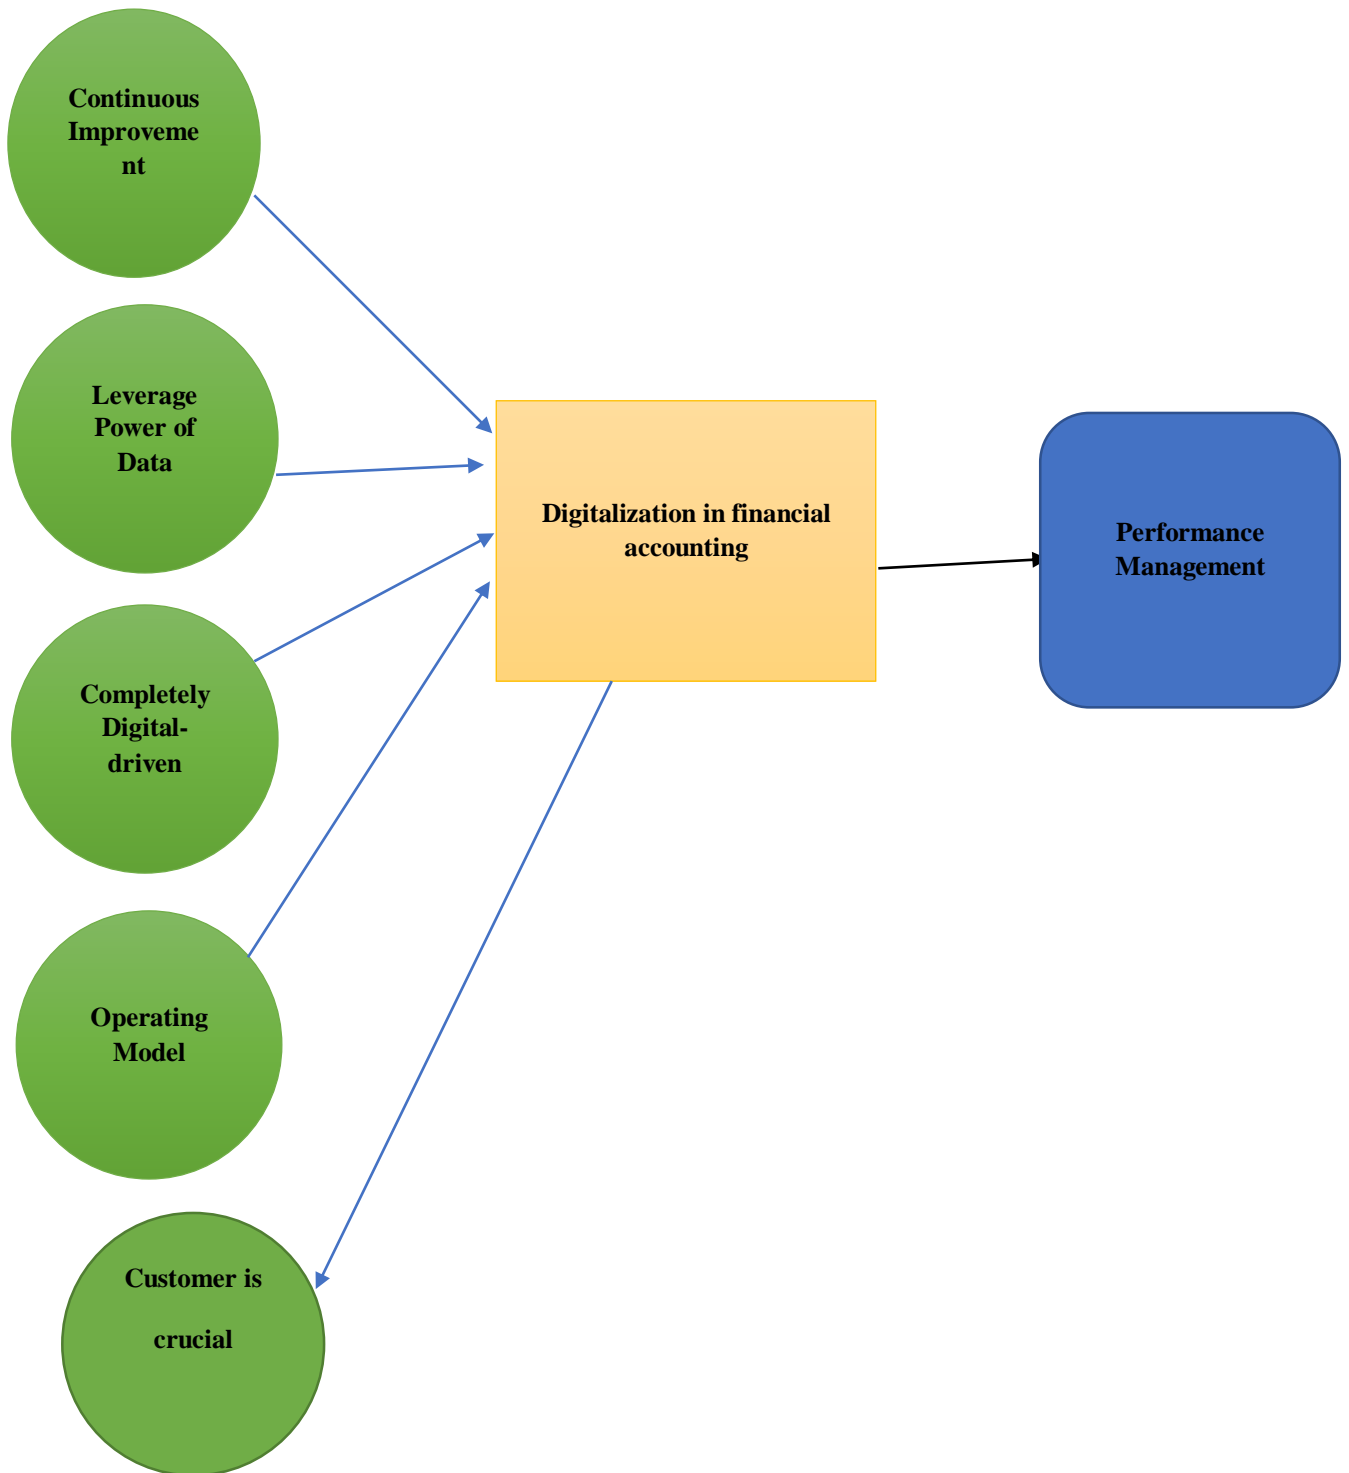 Continuous
Improveme
nt
Leverage
Power of
Data
Completely
Digital-
driven
Operating
Model
Customer is
crucial
Digitalization in financial
accounting
Performance
Management